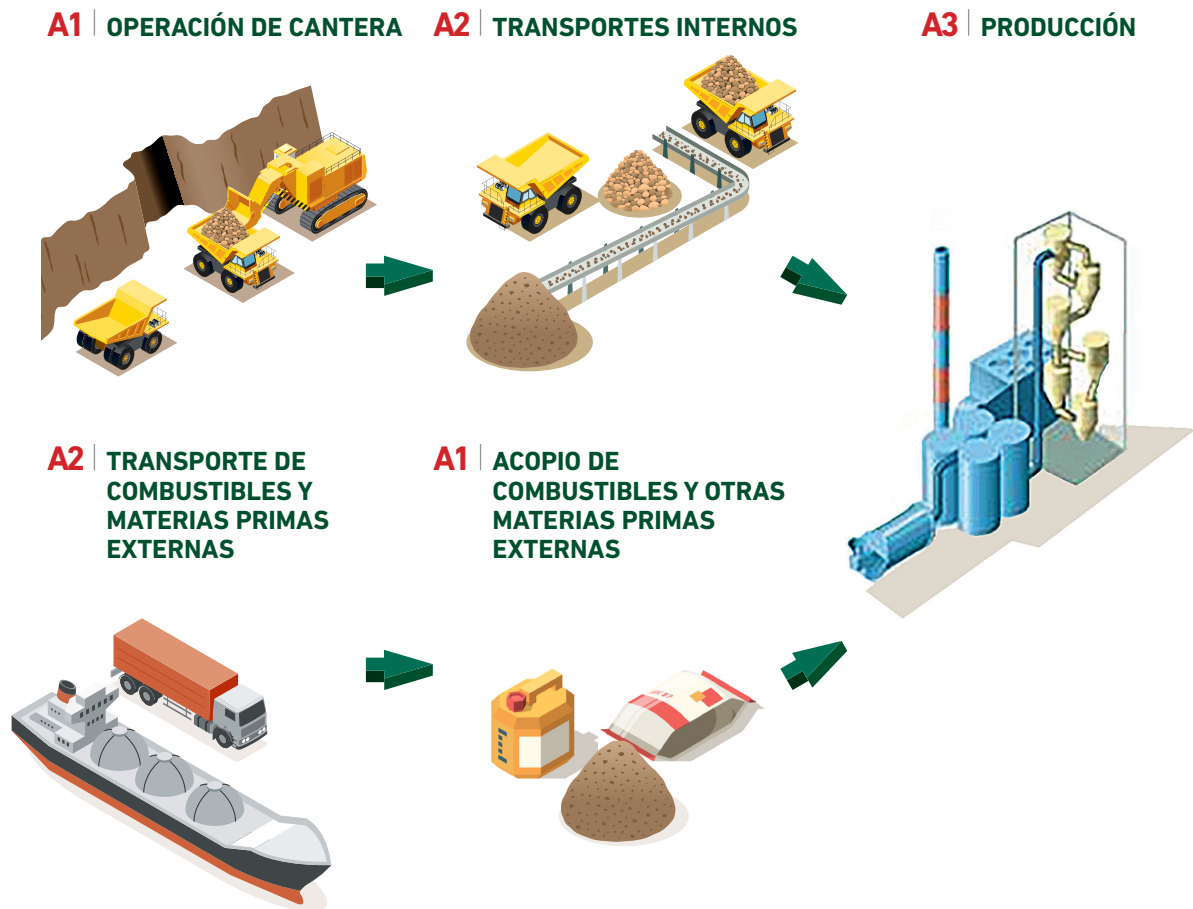 A1 OPERACIÓN DE CANTERA
A2 TRANSPORTES INTERNOS
A3 PRODUCCIÓN
A2 TRANSPORTE DE
COMBUSTIBLES Y
MATERIAS PRIMAS
EXTERNAS
A1 ACOPIO DE
COMBUSTIBLES Y OTRAS
MATERIAS PRIMAS
EXTERNAS